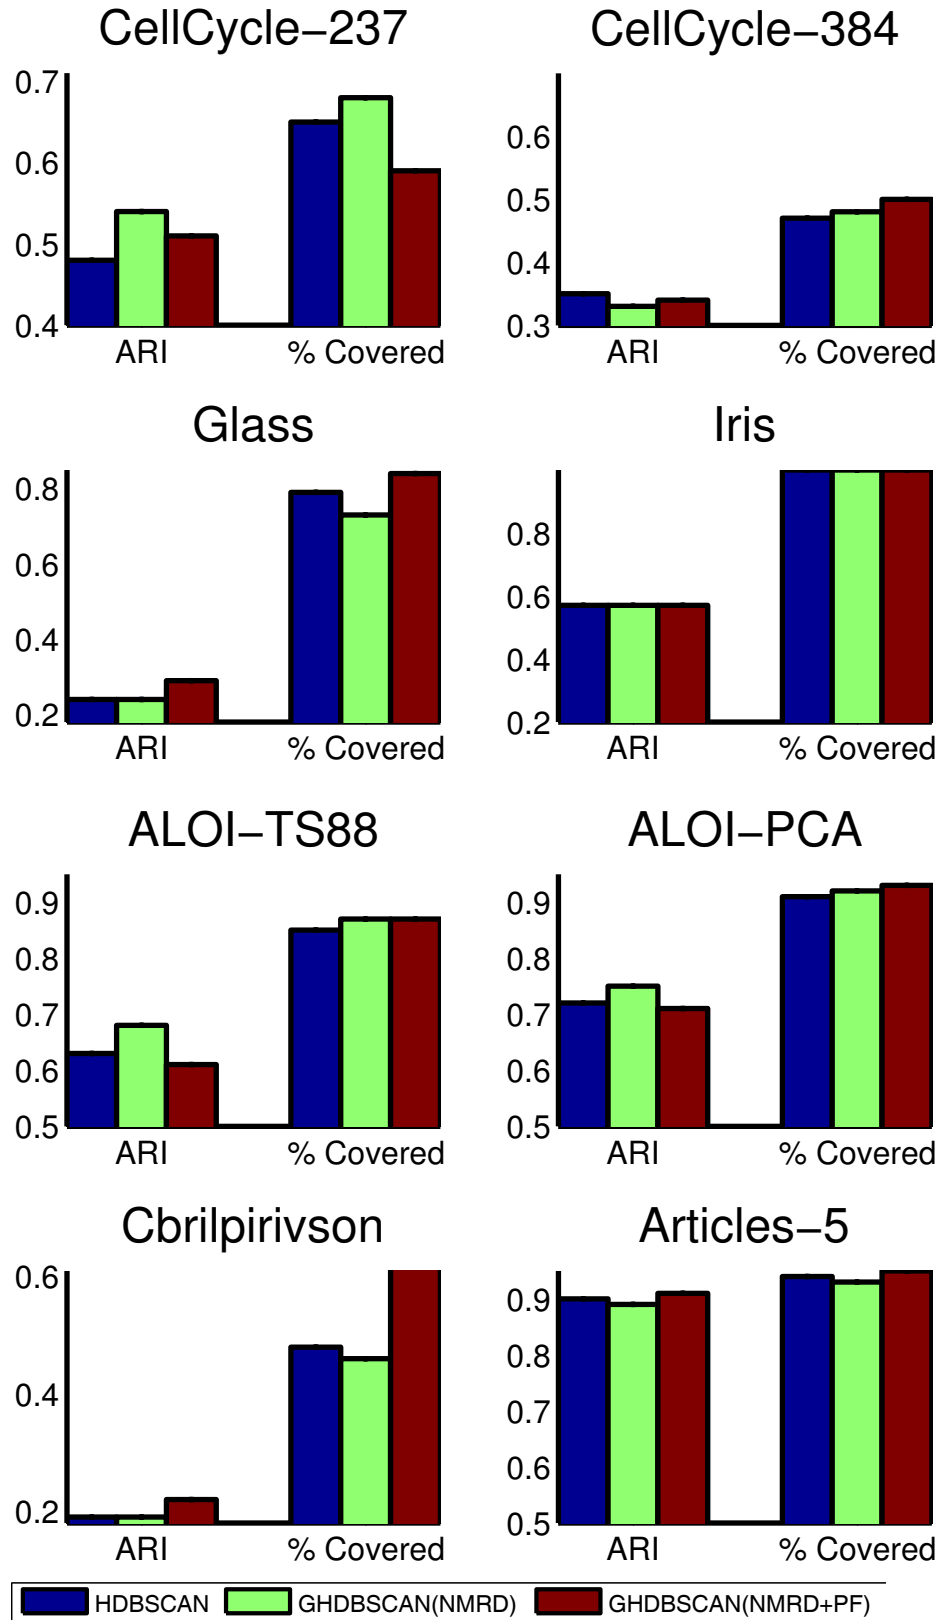 CellCycle−237
0.7
0.6
0.5
0.4
ARI
% Covered
CellCycle−384
0.6
0.5
0.4
0.3
ARI
% Covered
Glass
0.8
0.6
0.4
0.2
ARI
% Covered
Iris
0.8
0.6
0.4
0.2
ARI
% Covered
ALOI−TS88
0.9
0.8
0.7
0.6
0.5
ARI
% Covered
ALOI−PCA
0.9
0.8
0.7
0.6
0.5
ARI
% Covered
Cbrilpirivson
0.6
0.4
0.2
ARI
% Covered
Articles−5
0.9
0.8
0.7
0.6
0.5
ARI
% Covered
HDBSCAN
GHDBSCAN(NMRD)
GHDBSCAN(NMRD+PF)